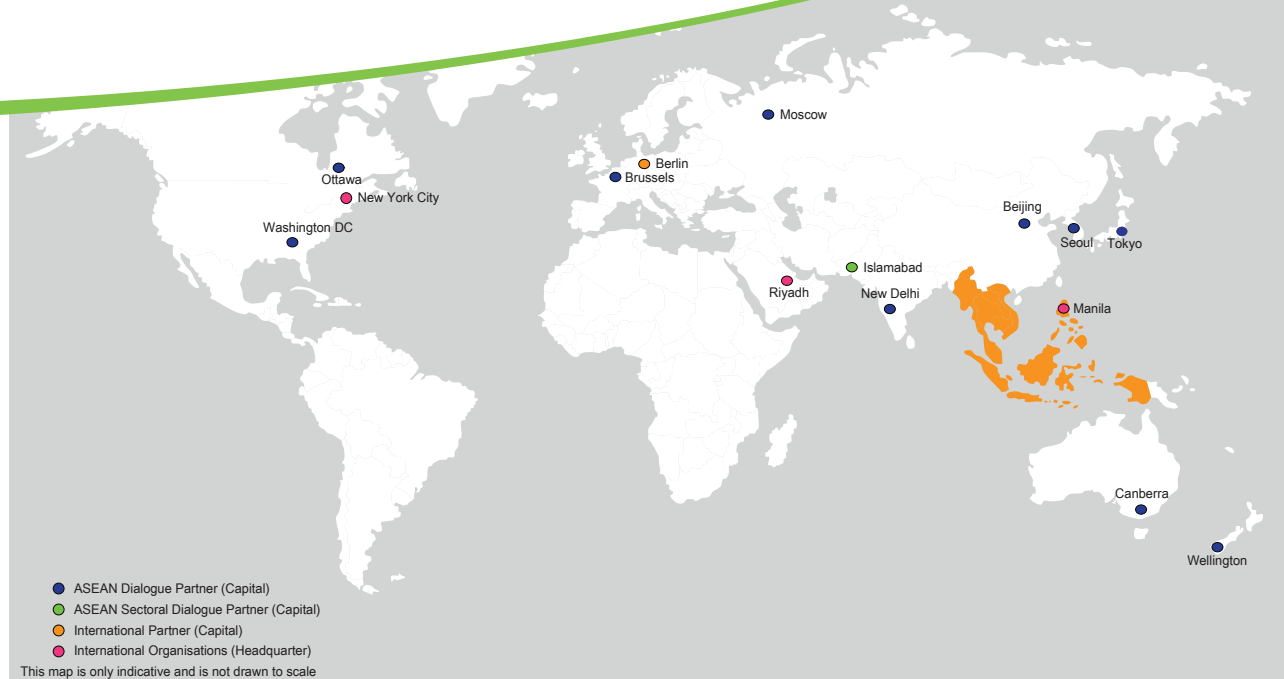 Moscow
Berlin
Brussels
Ottawa
New York City
Washington DC
Beijing
Seoul
Tokyo
Islamabad
Riyadh
New Delhi
Manila
Canberra
Wellington
ASEAN Dialogue Partner (Capital)
ASEAN Sectoral Dialogue Partner (Capital)
International Partner (Capital)
International Organisations (Headquarter)
This map is only indicative and is not drawn to scale